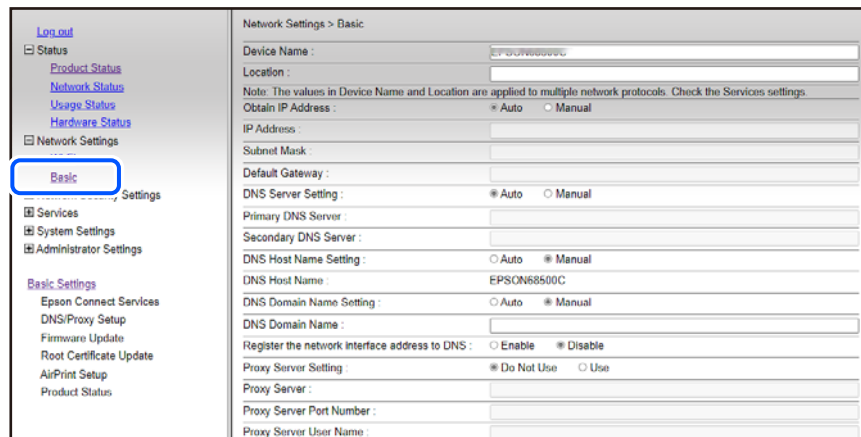 Log out
Status
Product Status
Network Status
Usage Status
Hardware Status
Network Settings
Basic
Settings
Services
System Settings
Administrator Settings
Basic Settings
Epson Connect Services
DNS/Proxy Setup
Firmware Update
Root Certificate Update
AirPrint Setup
Product Status
Network Settings > Basic
Device Name :
Location :
Note: The values in Device Name and Location are applied to multiple network protocols. Check the Services settings.
Obtain IP Address : Auto Manual
IP Address :
Subnet Mask :
Default Gateway :
DNS Server Setting : Auto Manual
Primary DNS Server :
Secondary DNS Server :
DNS Host Name Setting : Auto Manual
DNS Host Name : EPSON68500C
DNS Domain Name Setting : Auto Manual
DNS Domain Name :
Register the network interface address to DNS : Enable Disable
Proxy Server Setting : Do Not Use Use
Proxy Server :
Proxy Server Port Number :
Proxy Server User Name :